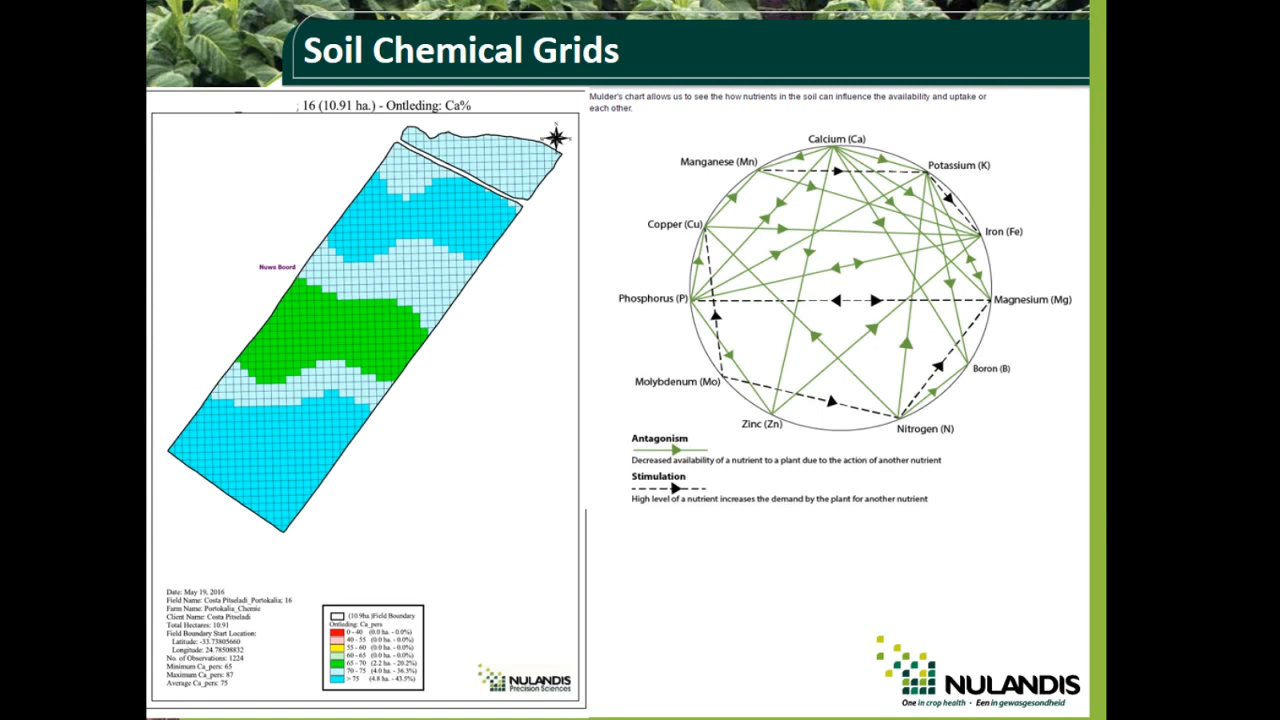 Soil Chemical Grids
; 16 (10.91 ha.) - Ontleding: Ca%
N
W
Nuwe Boord
Date: May 19, 2016
Field Name: Costa Pitseladi_Portokalia; 16
Farm Name: Portokalia_Chemie
Client Name: Costa Pitseladi
Total Hectares: 10.91
Field Boundary Start Location:
Latitude: -33.73805660
Longitude: 24.78508832
No. of Observations: 1224
Minimum Ca_pers: 65
Maximum Ca_pers: 87
Average Ca_pers: 75
(10.9ha.)Field Boundary
Ontleding: Ca_pers
0 - 40 (0.0 ha. - 0.0%)
40 - 55 (0.0 ha. - 0.0%)
55 - 60 (0.0 ha. - 0.0%)
60 - 65 (0.0 ha. - 0.0%)
65 - 70 (2.2 ha. - 20.2%)
70 - 75 (4.0 ha. - 36.3%)
> 75 (4.8 ha. - 43.5%)
NULANDIS
Precision Sciences
Mulder's chart allows us to see the how nutrients in the soil can influence the availability and uptake or
each other.
Calcium (Ca)
Manganese (Mn)
Potassium (K)
Copper (Cu)
Iron (Fe)
Phosphorus (P)
Magnesium (Mg)
Boron (B)
Molybdenum (Mo)
Zinc (Zn)
Nitrogen (N)
Antagonism
Decreased availability of a nutrient to a plant due to the action of another nutrient
Stimulation
High level of a nutrient increases the demand by the plant for another nutrient
NULANDIS
One in crop health · Een in gewasgesondheid